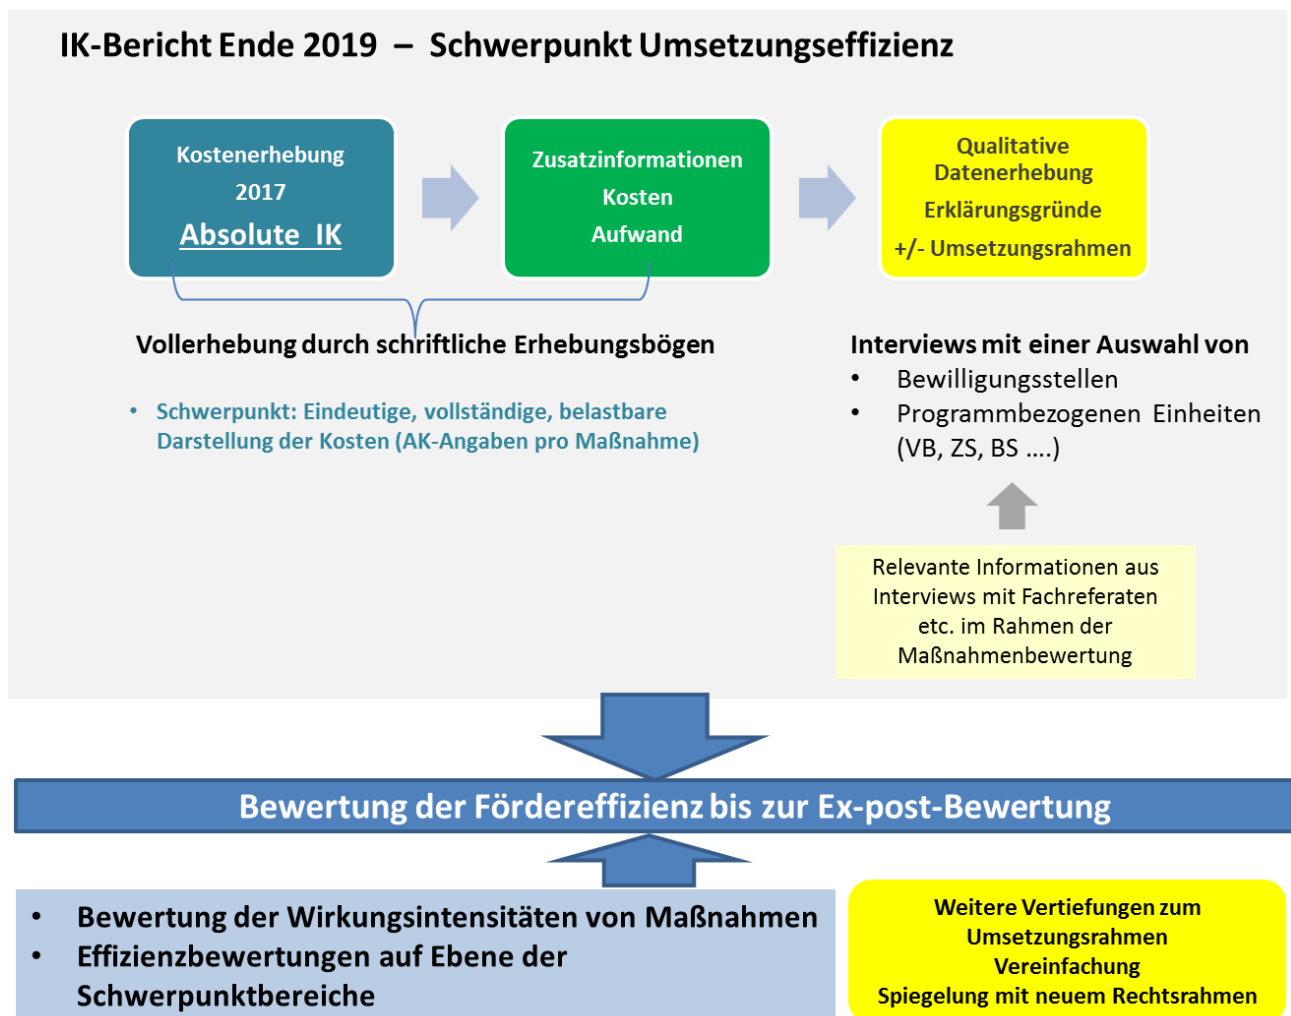 IK-Bericht Ende 2019 – Schwerpunkt Umsetzungseffizienz
Kostenerhebung
2017
Absolute IK
Zusatzinformationen
Kosten
Aufwand
Qualitative
Datenerhebung
Erklärungsgründe
+/- Umsetzungsrahmen
Vollerhebung durch schriftliche Erhebungsbögen
• Schwerpunkt: Eindeutige, vollständige, belastbare
Darstellung der Kosten (AK-Angaben pro Maßnahme)
Interviews mit einer Auswahl von
• Bewilligungsstellen
• Programmbezogenen Einheiten
(VB, ZS, BS ....)
Relevante Informationen aus
Interviews mit Fachreferaten
etc. im Rahmen der
Maßnahmenbewertung
Bewertung der Fördereffizienz bis zur Ex-post-Bewertung
• Bewertung der Wirkungsintensitäten von Maßnahmen
• Effizienzbewertungen auf Ebene der
Schwerpunktbereiche
Weitere Vertiefungen zum
Umsetzungsrahmen
Vereinfachung
Spiegelung mit neuem Rechtsrahmen